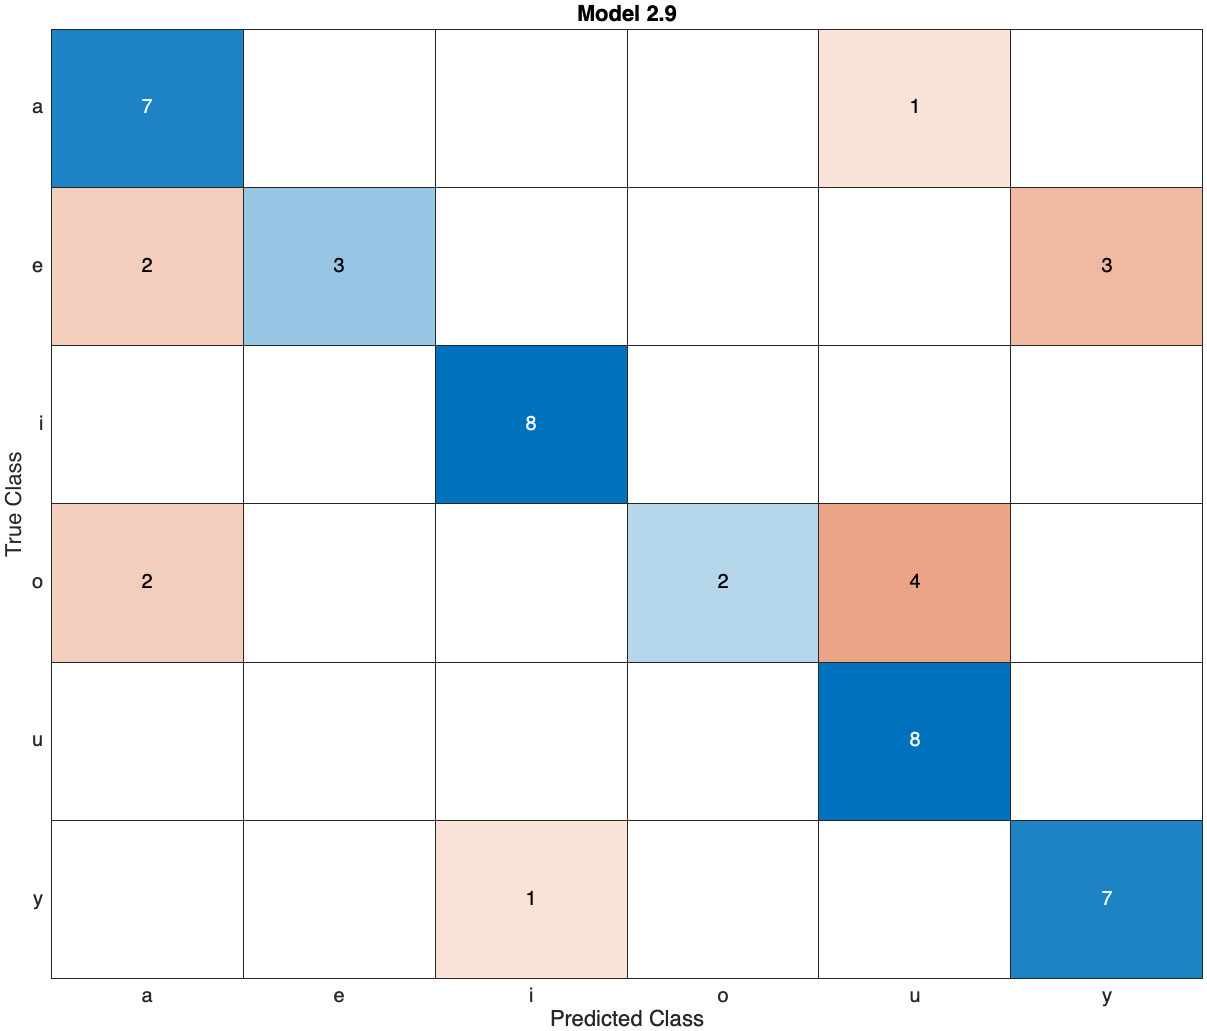 Model 2.9
a 7 1
e 2 3 3
i 8
True Class
o 2 2 4
u 8
y 1 7
a e i o u y
Predicted Class